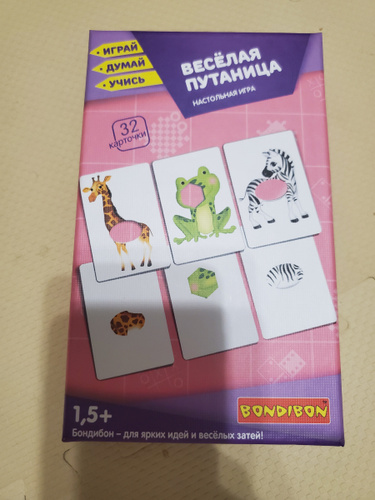 ИГРАЙ
ДУМАЙ
УЧИСЬ
ВЕСЁЛАЯ
ПУТАНИЦА
НАСТОЛЬНАЯ ИГРА
32
карточки
1,5+
BONDIBON
Бондибон – для ярких идей и весёлых затей!